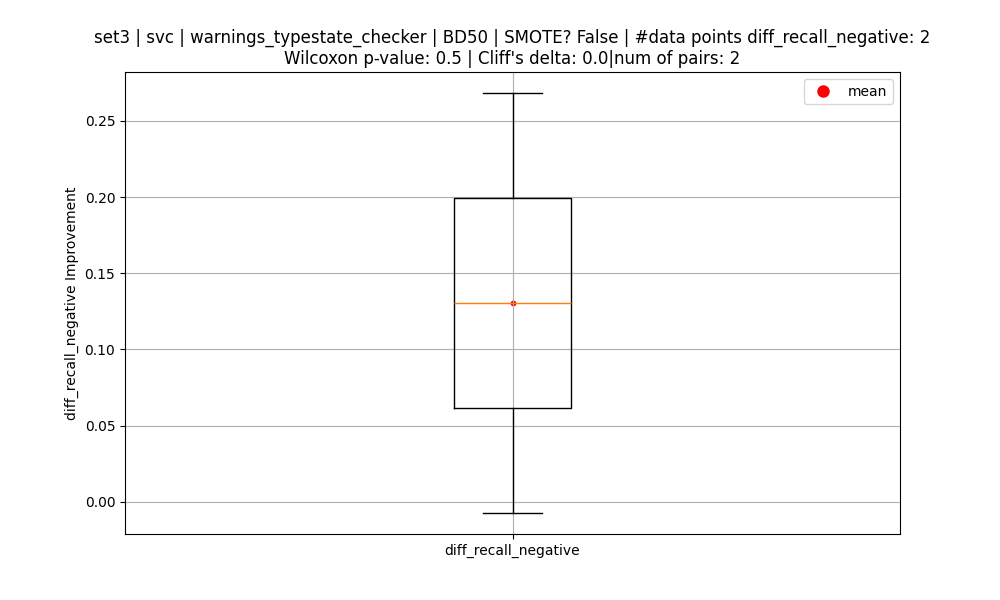 set3 | svc | warnings_typestate_checker | BD50 | SMOTE? False | #data points diff_recall_negative: 2
Wilcoxon p-value: 0.5 | Cliff's delta: 0.0|num of pairs: 2
mean
0.25
0.20
0.15
0.10
0.05
0.00
diff_recall_negative Improvement
diff_recall_negative